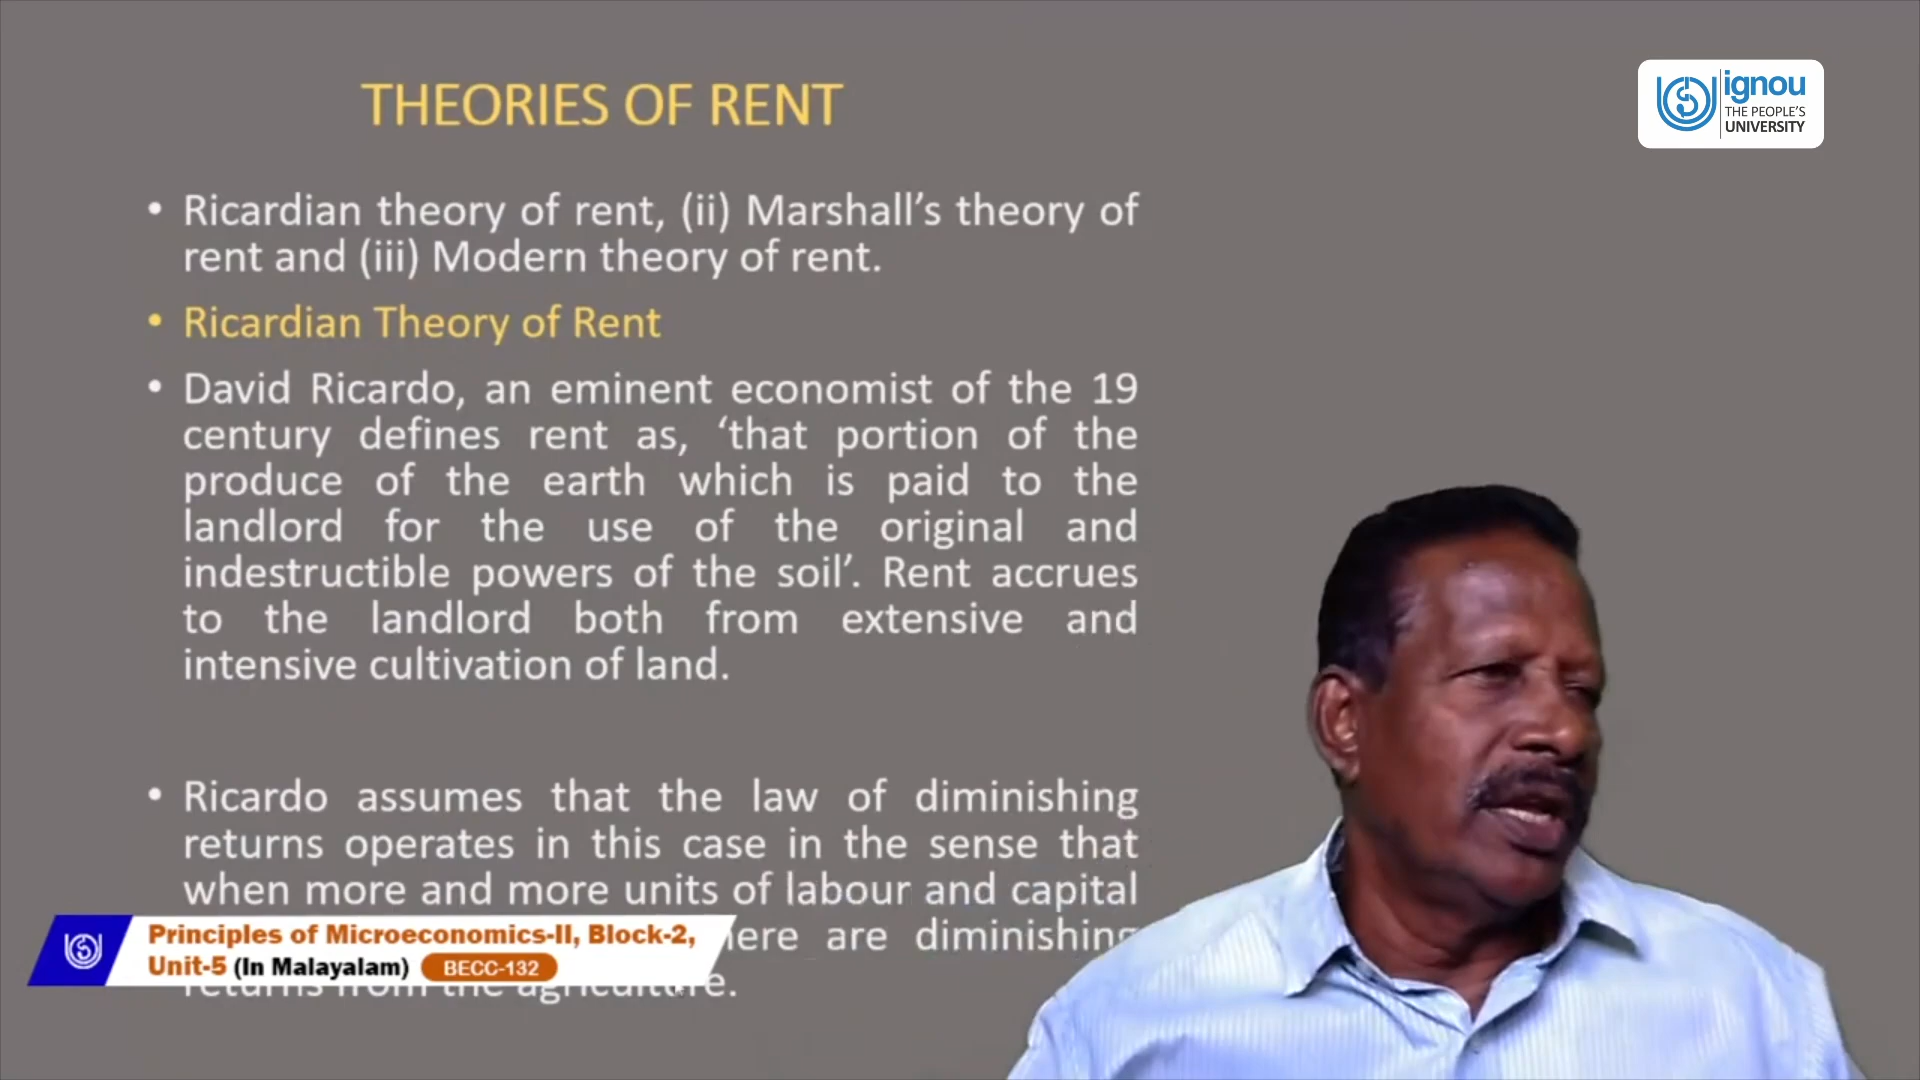 THEORIES OF RENT
ignou
THE PEOPLE'S
UNIVERSITY
• Ricardian theory of rent, (ii) Marshall's theory of
rent and (iii) Modern theory of rent.
• Ricardian Theory of Rent
• David Ricardo, an eminent economist of the 19
century defines rent as, 'that portion of the
produce of the earth which is paid to the
landlord for the use of the original and
indestructible powers of the soil'. Rent accrues
to the landlord both from extensive and
intensive cultivation of land.
• Ricardo assumes that the law of diminishing
returns operates in this case in the sense that
when more and more units of labour and capital
are diminishing
returns from the agriculture.
Principles of Microeconomics-II, Block-2,
Unit-5 (In Malayalam) BECC-132